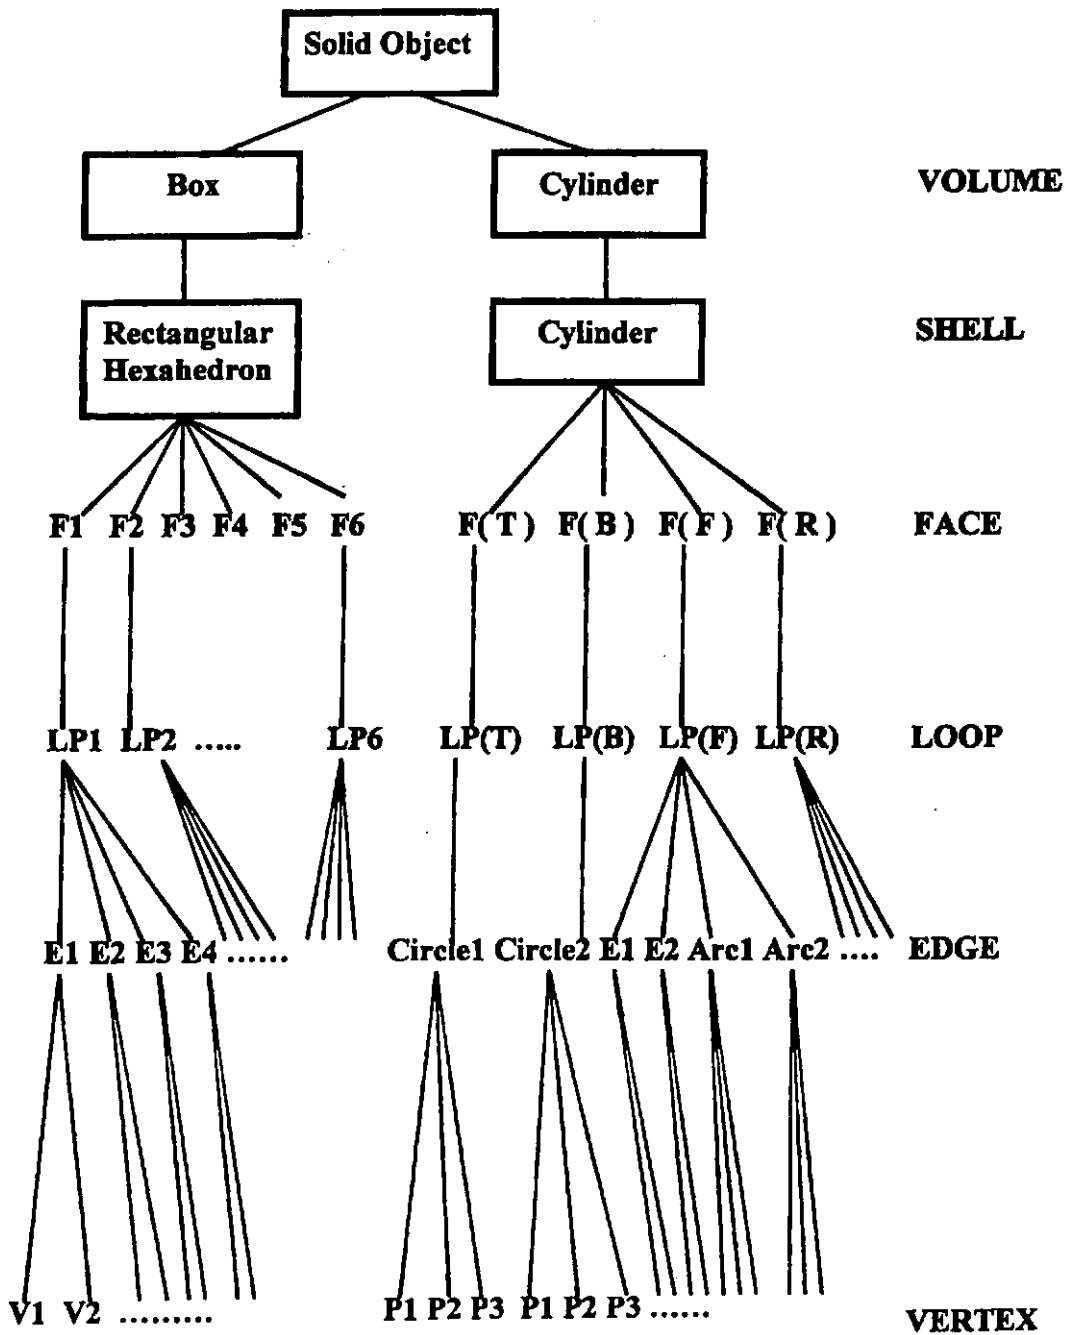 Solid Object
Box Cylinder VOLUME
Rectangular Hexahedron Cylinder SHELL
F1 F2 F3 F4 F5 F6 F( T ) F( B ) F( F ) F( R ) FACE
LP1 LP2 ..... LP6 LP(T) LP(B) LP(F) LP(R) LOOP
E1 E2 E3 E4 ...... Circle1 Circle2 E1 E2 Arc1 Arc2 .... EDGE
V1 V2 ......... P1 P2 P3 P1 P2 P3 ...... VERTEX